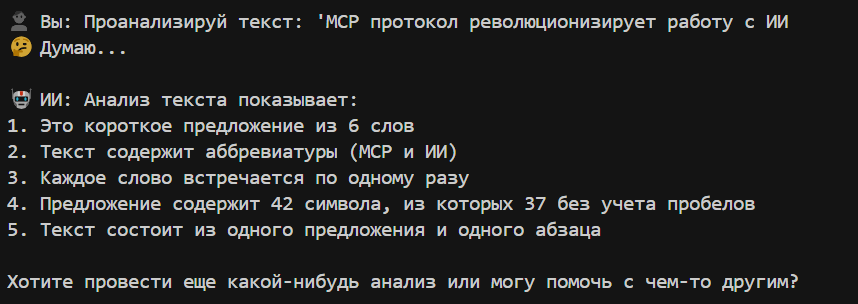 👤 Вы: Проанализируй текст: 'MCP протокол революционизирует работу с ИИ
🤔 Думаю...
🤖 ИИ: Анализ текста показывает:
1. Это короткое предложение из 6 слов
2. Текст содержит аббревиатуры (MCP и ИИ)
3. Каждое слово встречается по одному разу
4. Предложение содержит 42 символа, из которых 37 без учета пробелов
5. Текст состоит из одного предложения и одного абзаца
Хотите провести еще какой-нибудь анализ или могу помочь с чем-то другим?